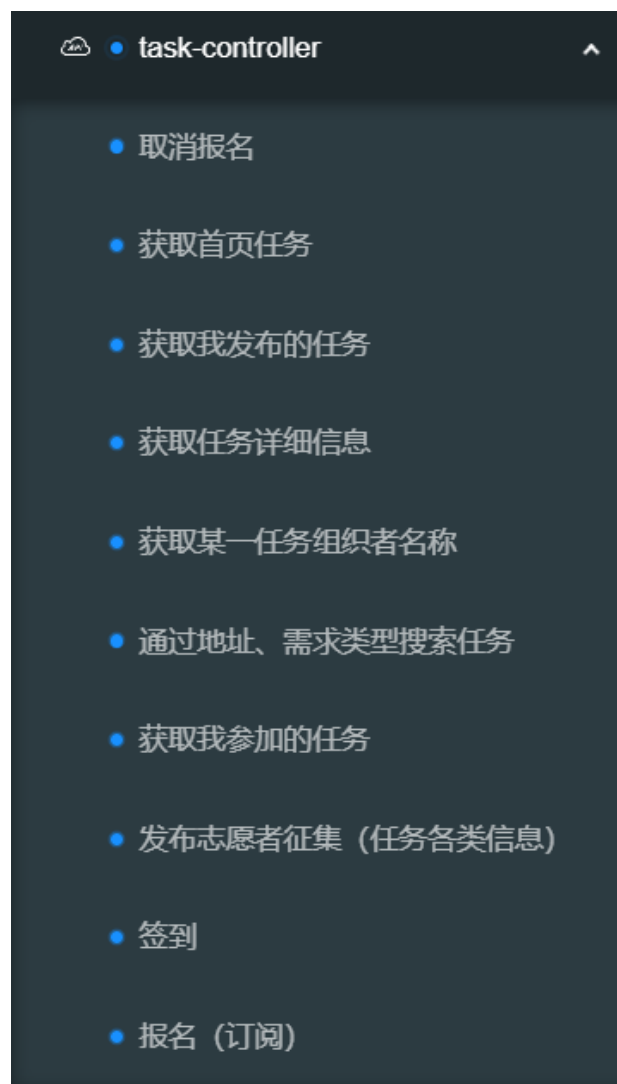 task-controller
取消报名
获取首页任务
获取我发布的任务
获取任务详细信息
获取某一任务组织者名称
通过地址、需求类型搜索任务
获取我参加的任务
发布志愿者征集（任务各类信息）
签到
报名（订阅）